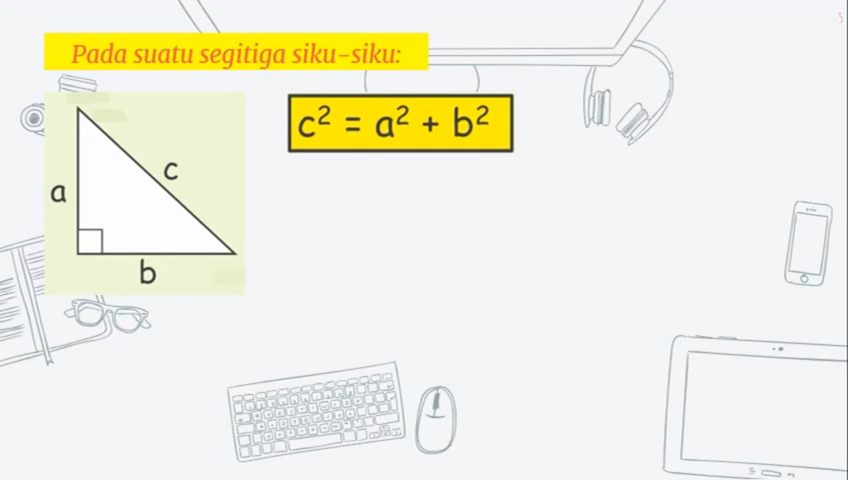 Pada suatu segitiga siku-siku:
c² = a² + b²
a
c
b